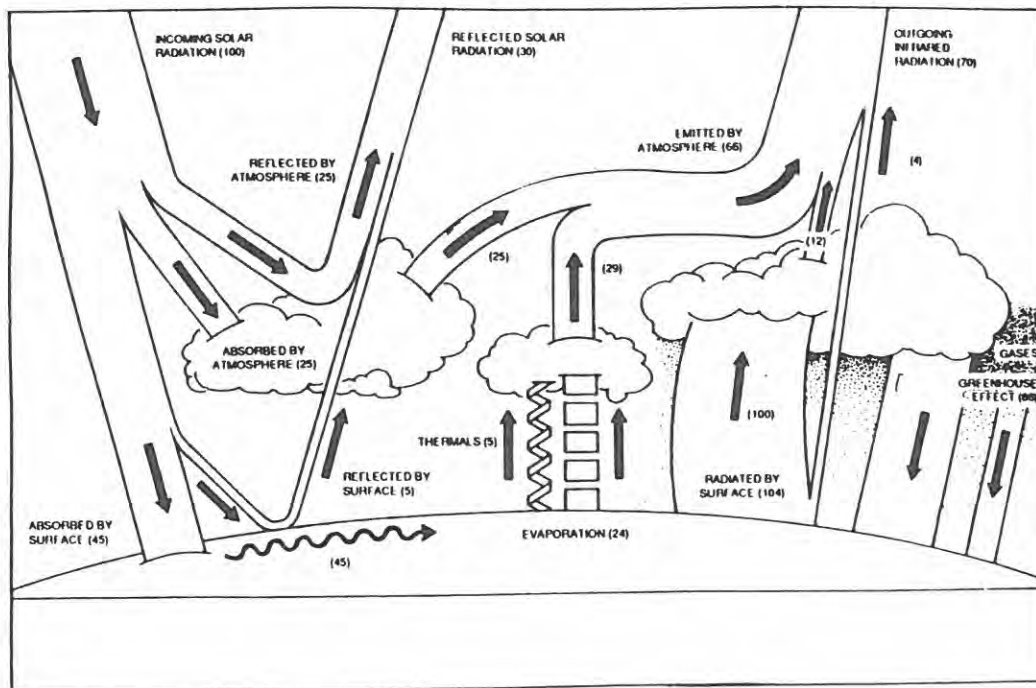 INCOMING SOLAR
RADIATION (100)
REFLECTED SOLAR
RADIATION (30)
OUTGOING
INFRARED
RADIATION (70)
EMITTED BY
ATMOSPHERE (66)
(4)
REFLECTED BY
ATMOSPHERE (25)
(25)
(29)
(12)
ABSORBED BY
ATMOSPHERE (25)
GASES
GREENHOUSE
EFFECT (88)
(100)
THERMALS (5)
REFLECTED BY
SURFACE (5)
RADIATED BY
SURFACE (104)
ABSORBED BY
SURFACE (45)
(45)
EVAPORATION (24)